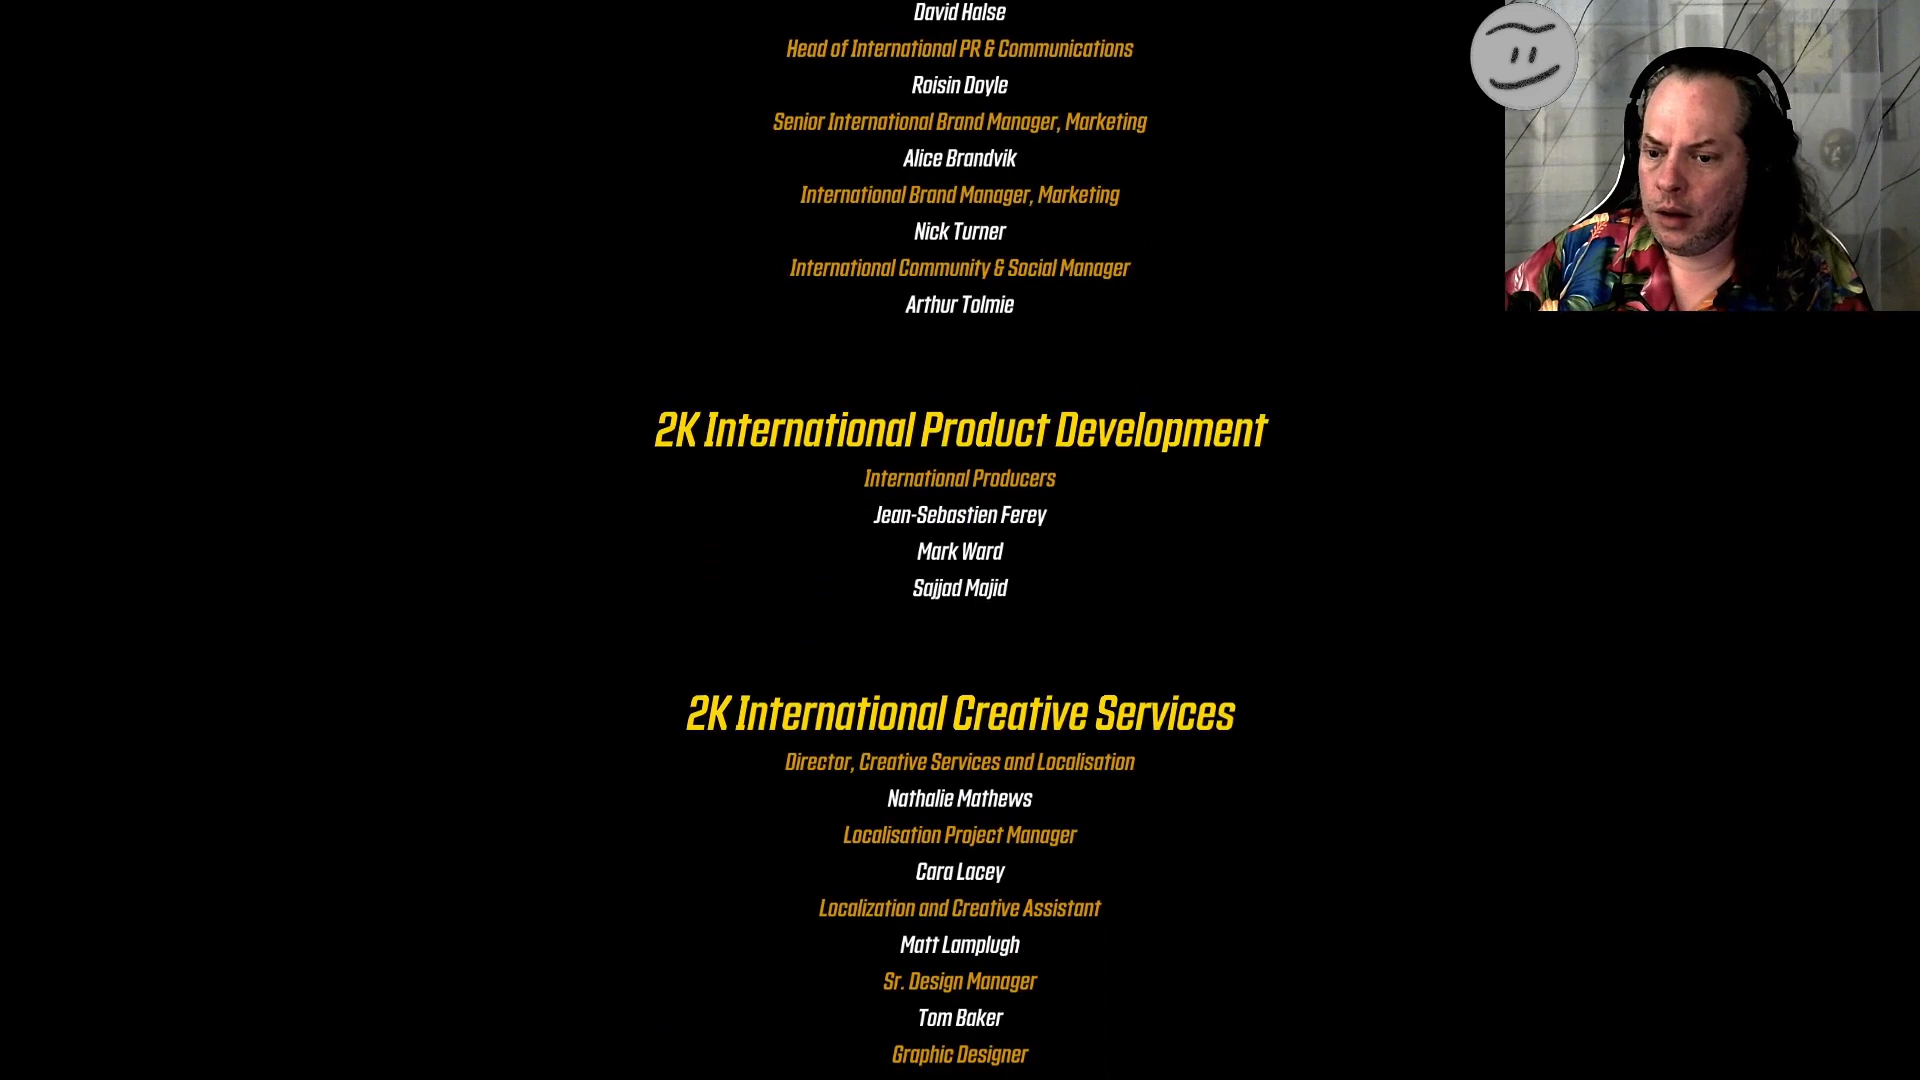 David Halse
Head of International PR & Communications
Roisin Doyle
Senior International Brand Manager, Marketing
Alice Brandvik
International Brand Manager, Marketing
Nick Turner
International Community & Social Manager
Arthur Tolmie
2K International Product Development
International Producers
Jean-Sebastien Ferey
Mark Ward
Sajjad Majid
2K International Creative Services
Director, Creative Services and Localisation
Nathalie Mathews
Localisation Project Manager
Cara Lacey
Localization and Creative Assistant
Matt Lamplugh
Sr. Design Manager
Tom Baker
Graphic Designer